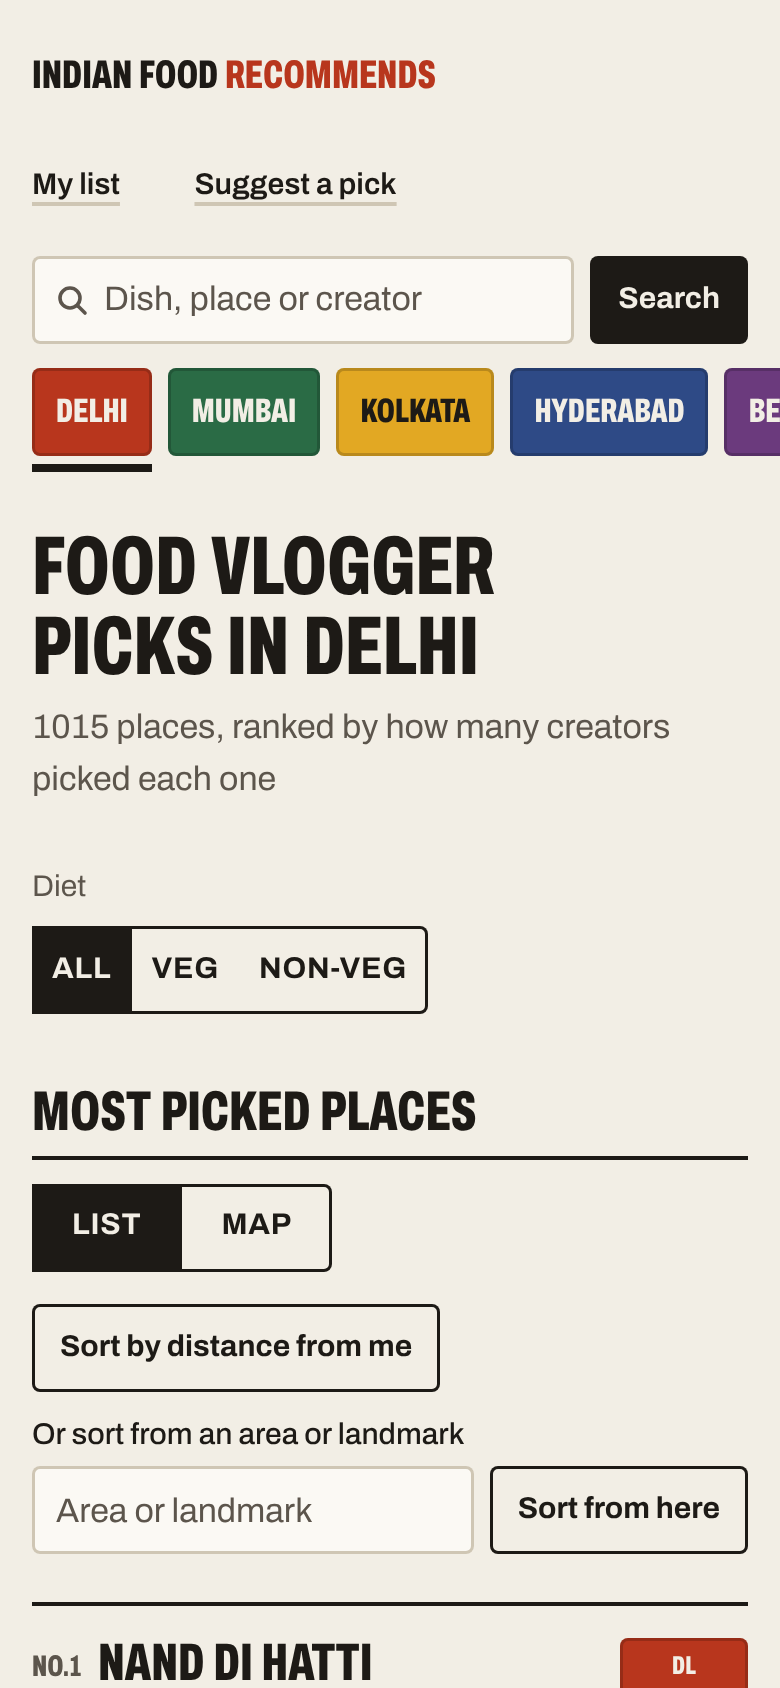 INDIAN FOOD RECOMMENDS
My list Suggest a pick
Dish, place or creator Search
DELHI MUMBAI KOLKATA HYDERABAD BE
FOOD VLOGGER
PICKS IN DELHI
1015 places, ranked by how many creators
picked each one
Diet
ALL VEG NON-VEG
MOST PICKED PLACES
LIST MAP
Sort by distance from me
Or sort from an area or landmark
Area or landmark Sort from here
NO.1 NAND DI HATTI DL